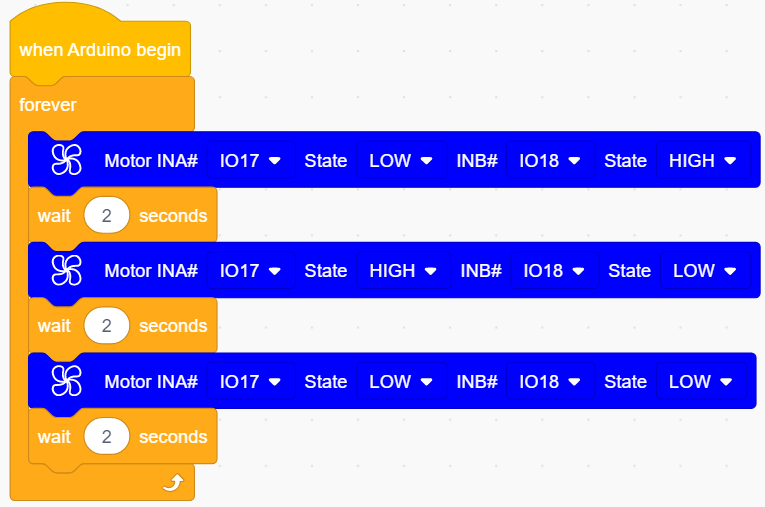 when Arduino begin
forever
Motor INA# IO17 State LOW INB# IO18 State HIGH
wait 2 seconds
Motor INA# IO17 State HIGH INB# IO18 State LOW
wait 2 seconds
Motor INA# IO17 State LOW INB# IO18 State LOW
wait 2 seconds